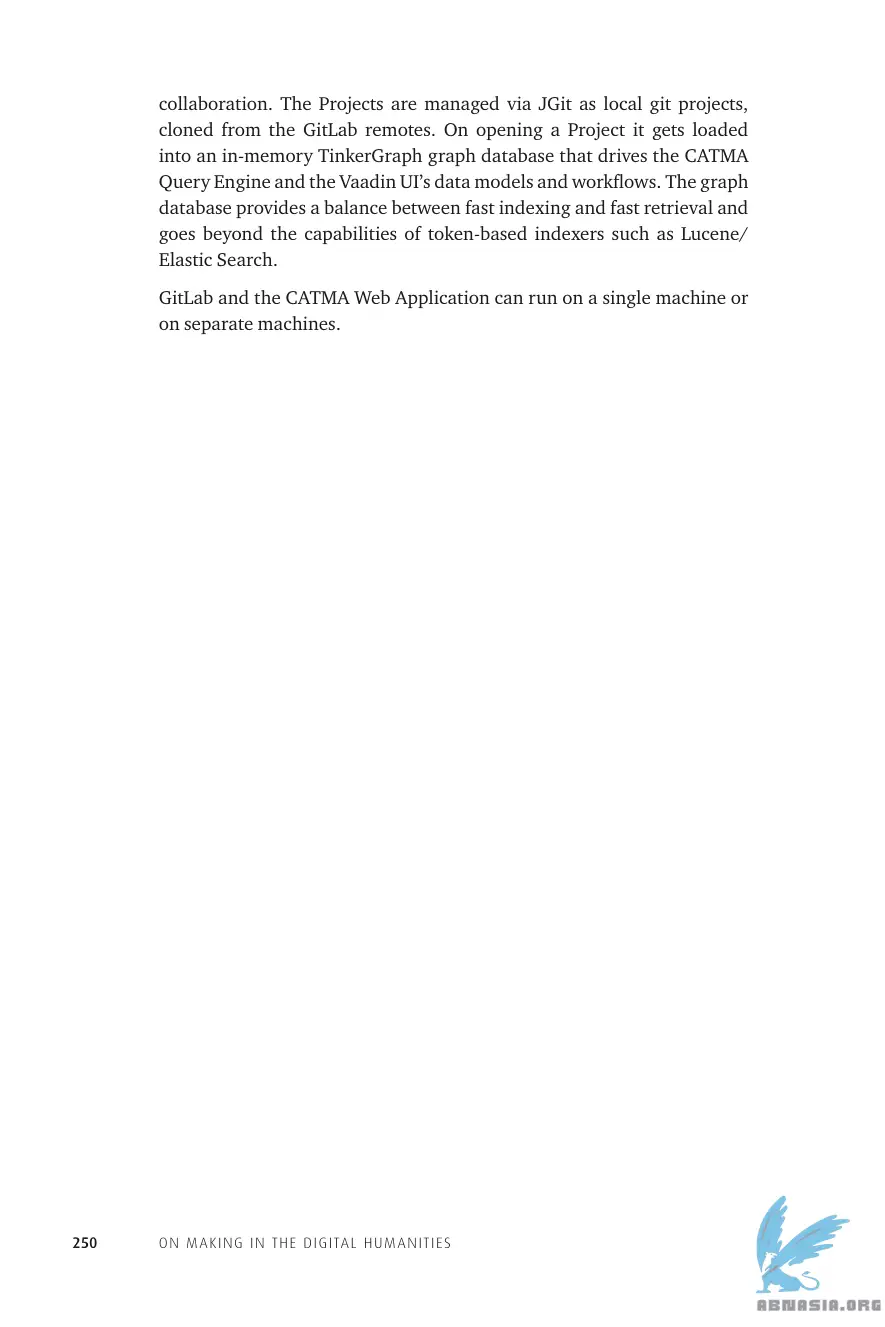 collaboration. The Projects are managed via JGit as local git projects,
cloned from the GitLab remotes. On opening a Project it gets loaded
into an in-memory TinkerGraph graph database that drives the CATMA
Query Engine and the Vaadin UI’s data models and workflows. The graph
database provides a balance between fast indexing and fast retrieval and
goes beyond the capabilities of token-based indexers such as Lucene/
Elastic Search.
GitLab and the CATMA Web Application can run on a single machine or
on separate machines.
250 ON MAKING IN THE DIGITAL HUMANITIES
ABNASIA.ORG